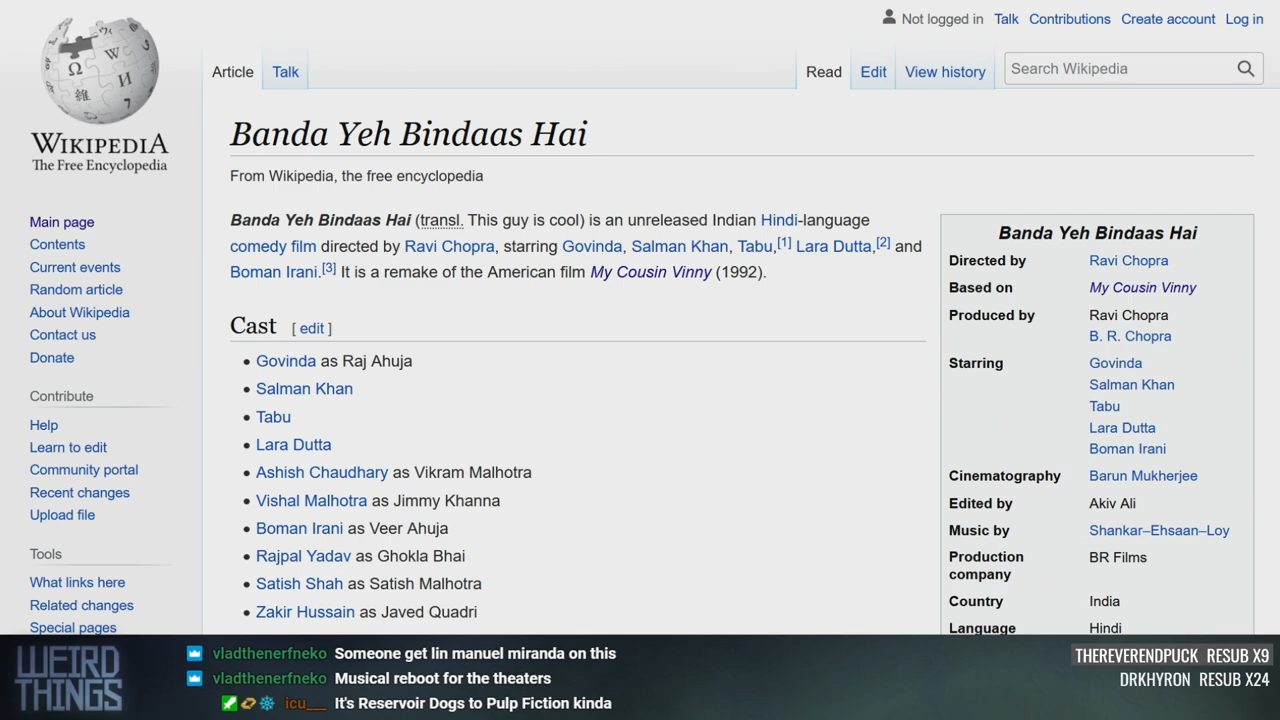 Not logged in Talk Contributions Create account Log in
Article Talk Read Edit View history Search Wikipedia
WIKIPEDIA
The Free Encyclopedia
Main page
Contents
Current events
Random article
About Wikipedia
Contact us
Donate
Contribute
Help
Learn to edit
Community portal
Recent changes
Upload file
Tools
What links here
Related changes
Special pages
Banda Yeh Bindaas Hai
From Wikipedia, the free encyclopedia
Banda Yeh Bindaas Hai (transl. This guy is cool) is an unreleased Indian Hindi-language
comedy film directed by Ravi Chopra, starring Govinda, Salman Khan, Tabu,[1] Lara Dutta,[2] and
Boman Irani.[3] It is a remake of the American film My Cousin Vinny (1992).
Cast [ edit ]
• Govinda as Raj Ahuja
• Salman Khan
• Tabu
• Lara Dutta
• Ashish Chaudhary as Vikram Malhotra
• Vishal Malhotra as Jimmy Khanna
• Boman Irani as Veer Ahuja
• Rajpal Yadav as Ghokla Bhai
• Satish Shah as Satish Malhotra
• Zakir Hussain as Javed Quadri
Banda Yeh Bindaas Hai
Directed by Ravi Chopra
Based on My Cousin Vinny
Produced by Ravi Chopra
B. R. Chopra
Starring Govinda
Salman Khan
Tabu
Lara Dutta
Boman Irani
Cinematography Barun Mukherjee
Edited by Akiv Ali
Music by Shankar–Ehsaan–Loy
Production BR Films
company
Country India
Language Hindi
WEIRD
THINGS
vladthenerfneko Someone get lin manuel miranda on this
vladthenerfneko Musical reboot for the theaters
icu__ It's Reservoir Dogs to Pulp Fiction kinda
THEREVERENDPUCK RESUB X9
DRKHYRON RESUB X24